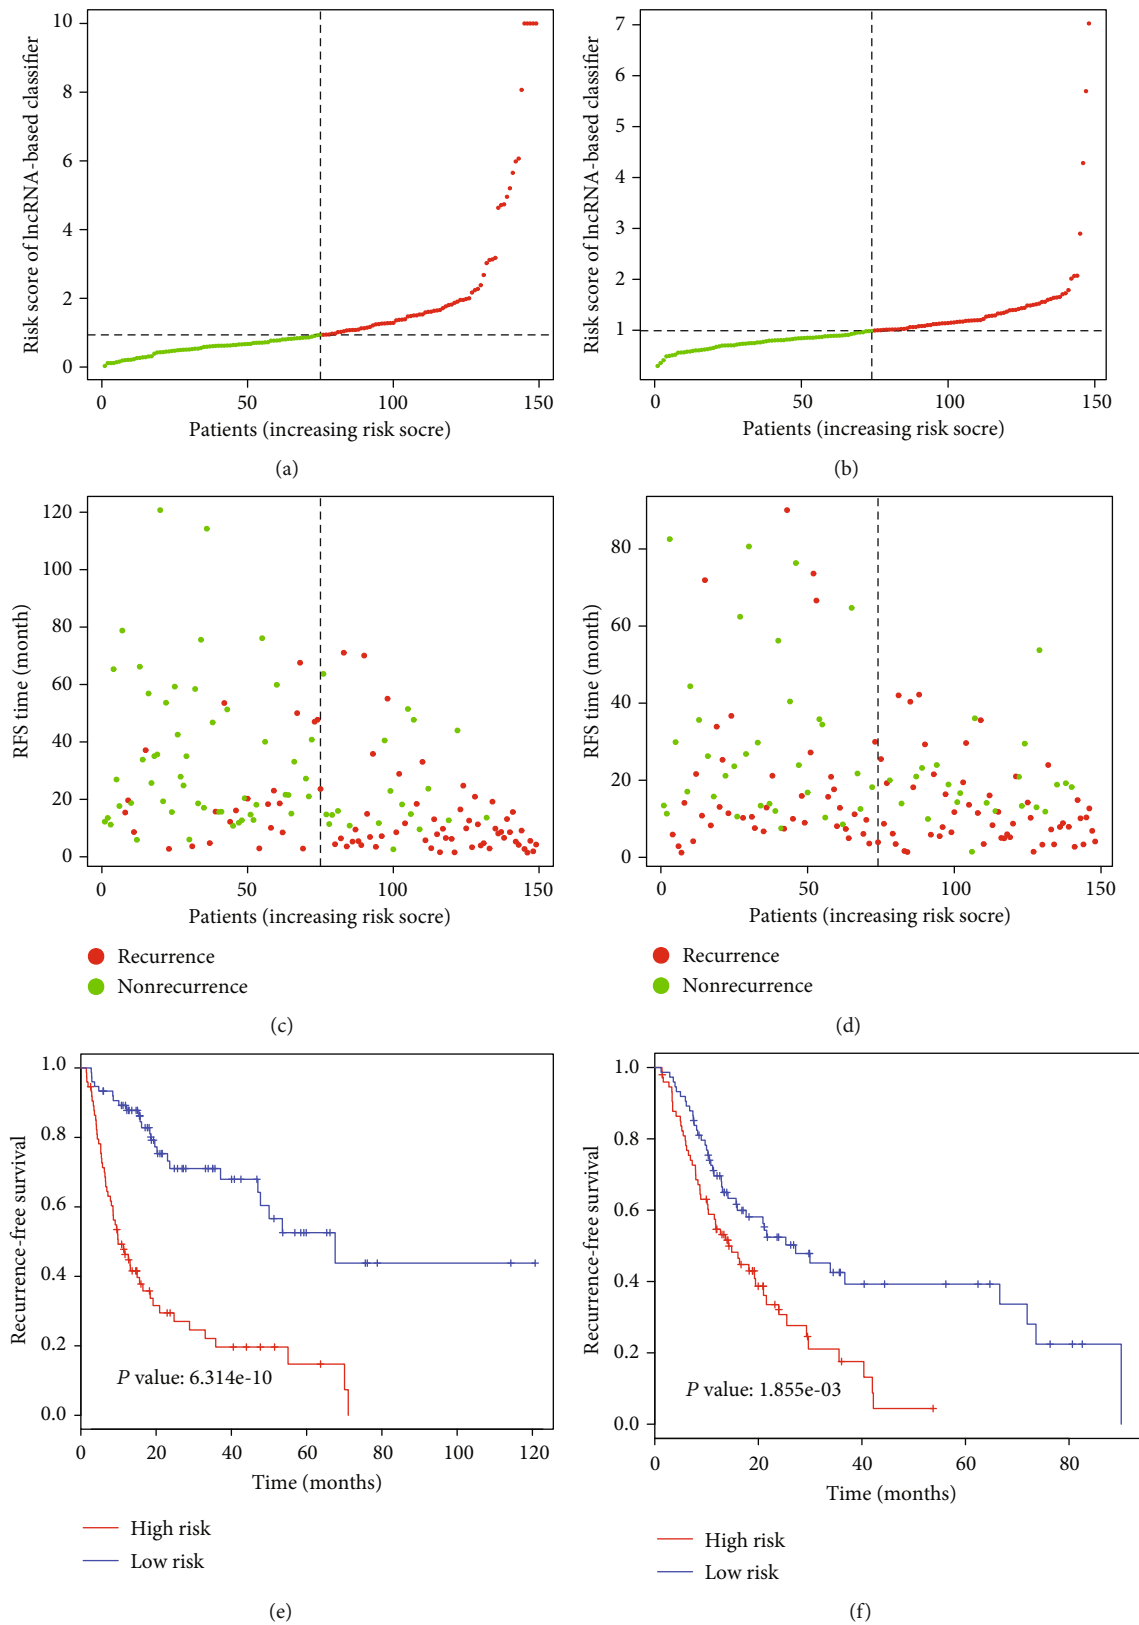 Risk score of lncRNA-based classifier
10
8
6
4
2
0
0 50 100 150
Patients (increasing risk socre)
(a)
Risk score of lncRNA-based classifier
7
6
5
4
3
2
1
0 50 100 150
Patients (increasing risk socre)
(b)
RFS time (month)
120
100
80
60
40
20
0
0 50 100 150
Patients (increasing risk socre)
Recurrence
Nonrecurrence
(c)
RFS time (month)
80
60
40
20
0
0 50 100 150
Patients (increasing risk socre)
Recurrence
Nonrecurrence
(d)
Recurrence-free survival
1.0
0.8
0.6
0.4
0.2
0.0
P value: 6.314e-10
0 20 40 60 80 100 120
Time (months)
High risk
Low risk
(e)
Recurrence-free survival
1.0
0.8
0.6
0.4
0.2
0.0
P value: 1.855e-03
0 20 40 60 80
Time (months)
High risk
Low risk
(f)